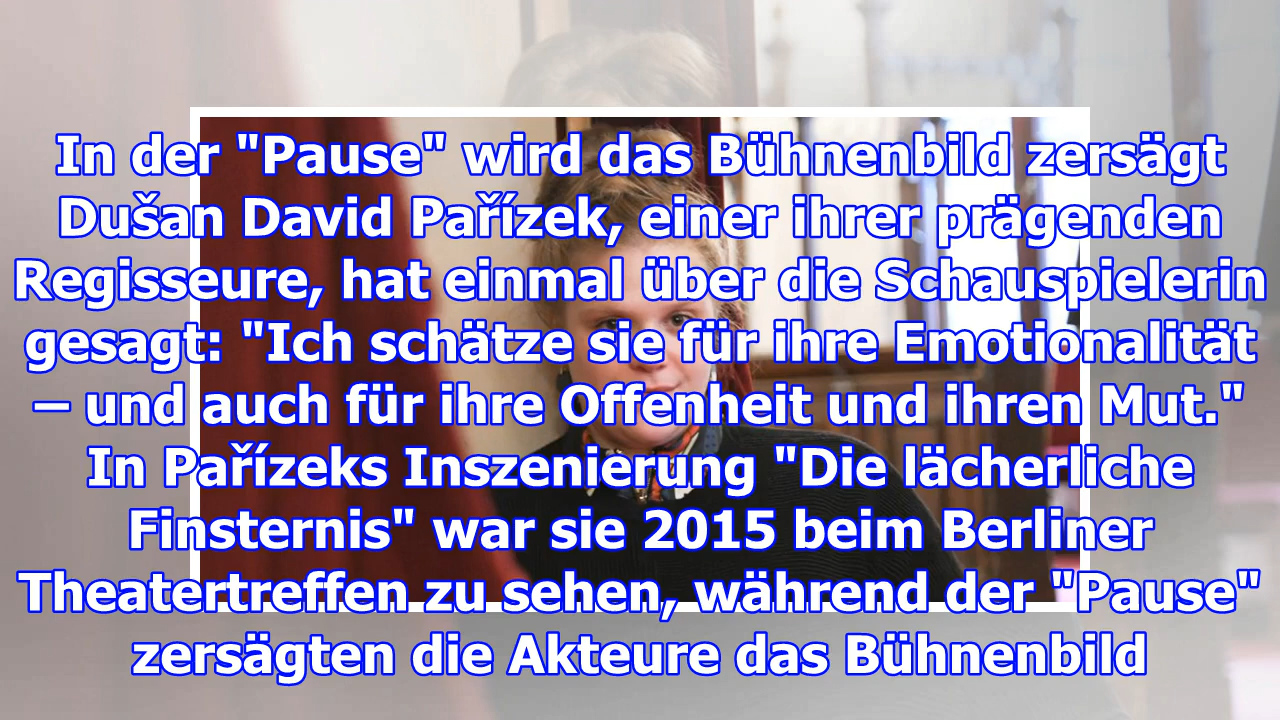 In der "Pause" wird das Bühnenbild zersägt
Dušan David Pařízek, einer ihrer prägenden
Regisseure, hat einmal über die Schauspielerin
gesagt: "Ich schätze sie für ihre Emotionalität
– und auch für ihre Offenheit und ihren Mut."
In Pařízeks Inszenierung "Die lächerliche
Finsternis" war sie 2015 beim Berliner
Theatertreffen zu sehen, während der "Pause"
zersägten die Akteure das Bühnenbild